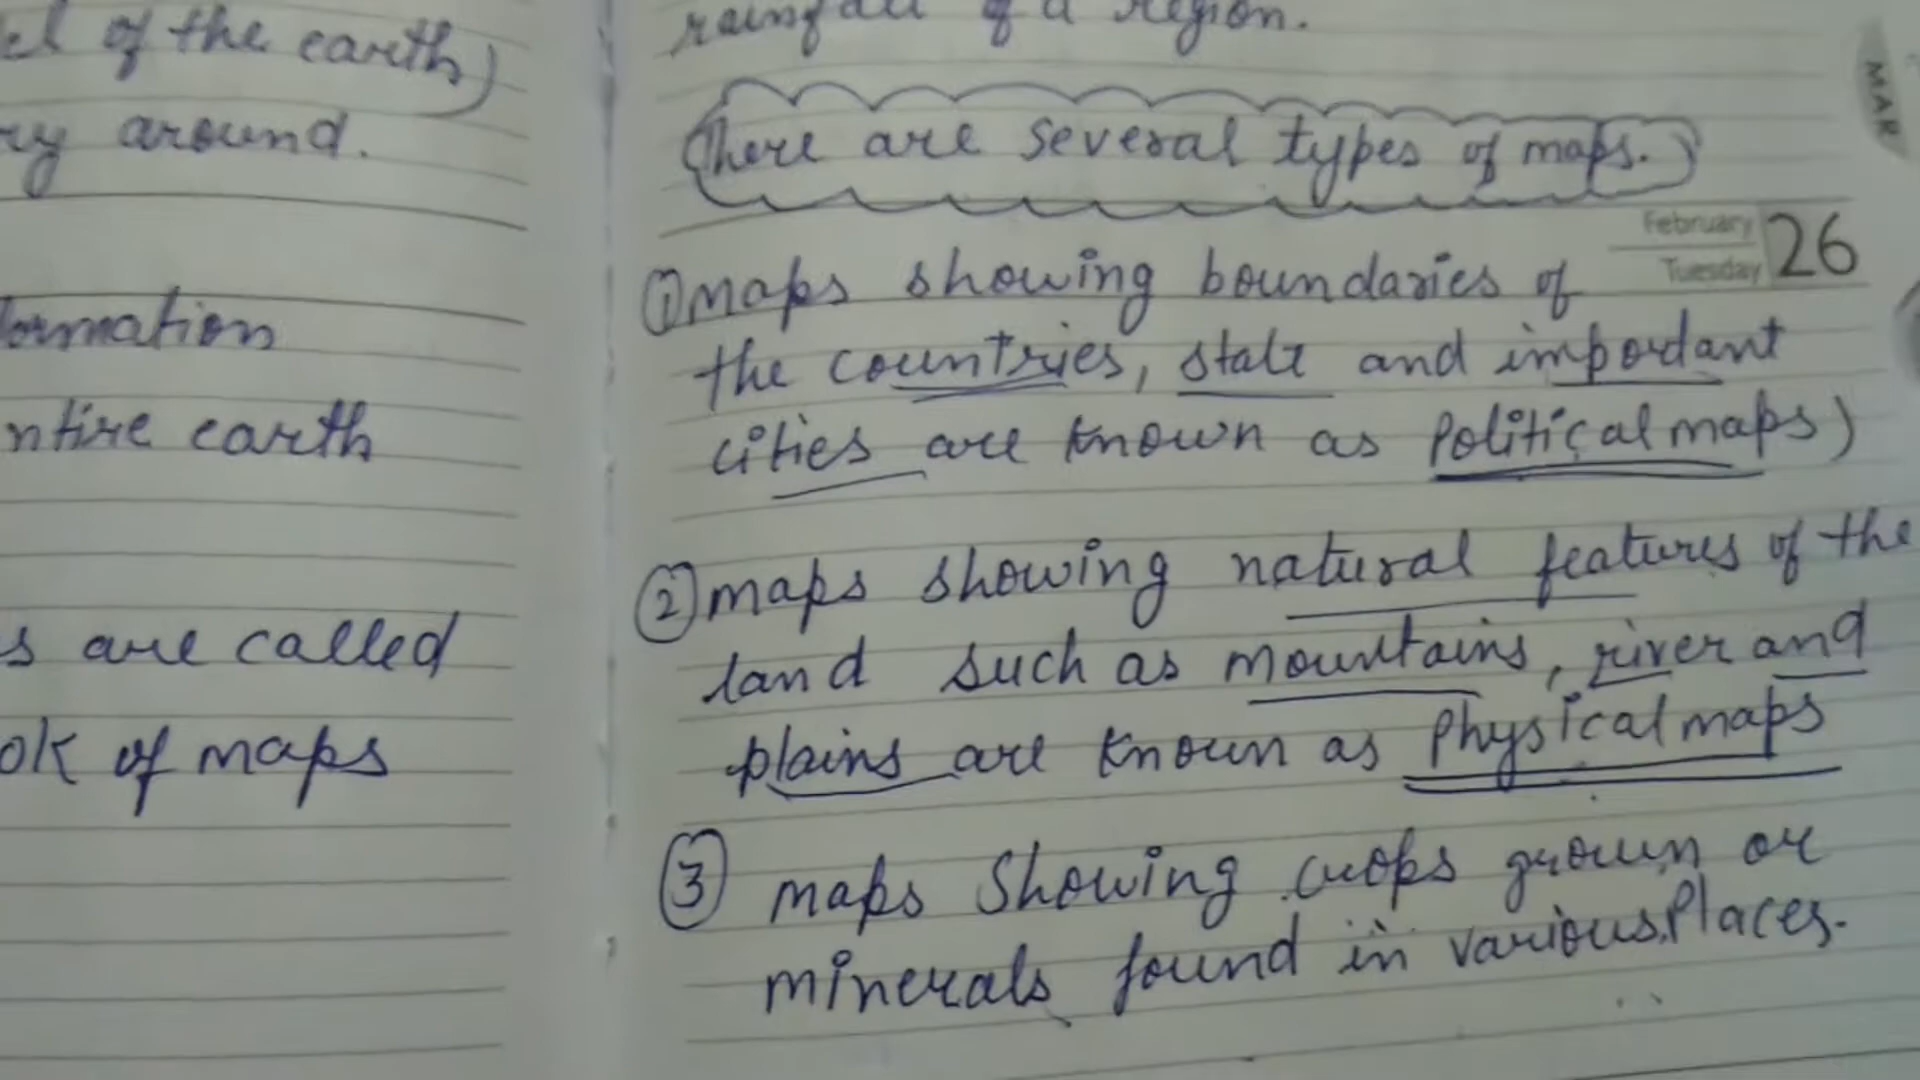 of the earth)
around.
entire earth
are called
of maps
rainfall of a region.
There are several types of maps.
MAR
February
Tuesday
26
① maps showing boundaries of
the countries, state and important
cities are known as Political maps)
② maps showing natural features of the
land such as mountains, river and
plains are known as Physical maps
③ maps showing crops grown or
minerals found in various Places.